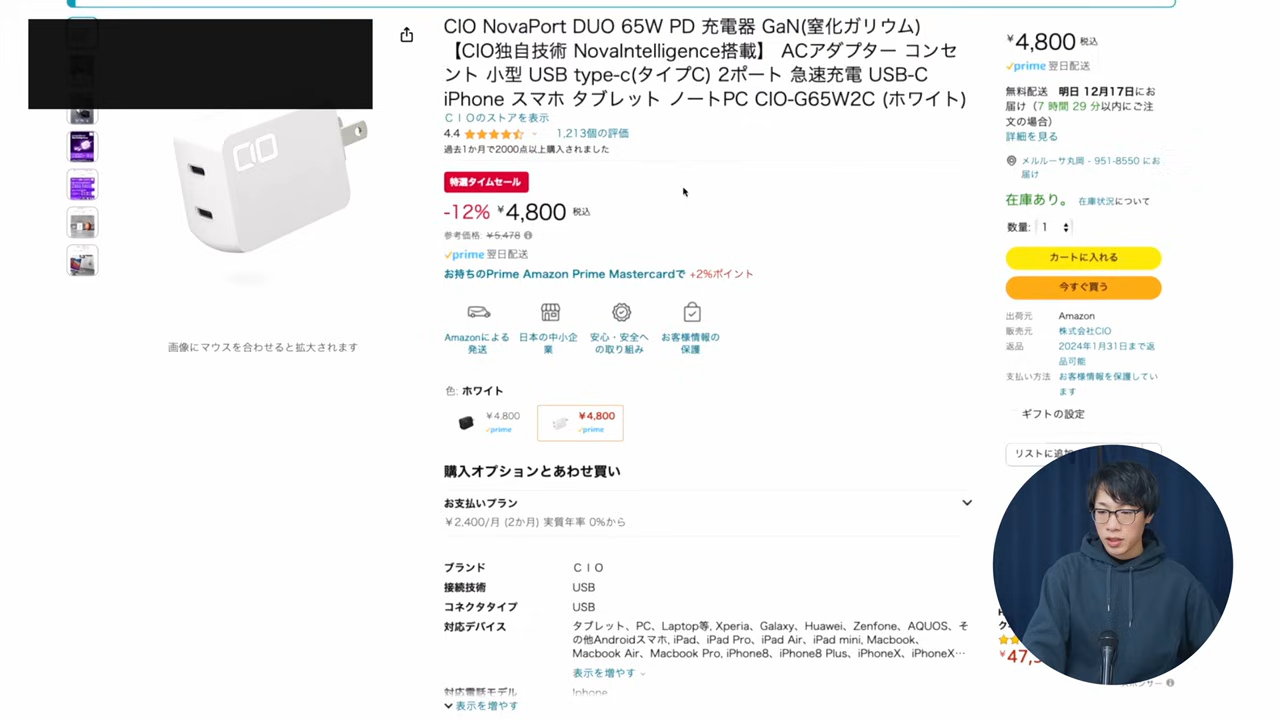 CIO NovaPort DUO 65W PD 充電器 GaN(窒化ガリウム)
【CIO独自技術 NovaIntelligence搭載】 ACアダプター コンセ
ント 小型 USB type-c(タイプC) 2ポート 急速充電 USB-C
iPhone スマホ タブレット ノートPC CIO-G65W2C (ホワイト)
ＣＩＯのストアを表示
4.4
1,213個の評価
過去1か月で2000点以上購入されました
特選タイムセール
-12% ￥4,800 税込
参考価格: ￥5,478
prime 翌日配送
お持ちのPrime Amazon Prime Mastercardで +2%ポイント
Amazonによる
発送
日本の中小企
業
安心・安全へ
の取り組み
お客様情報の
保護
CIO
画像にマウスを合わせると拡大されます
色: ホワイト
￥4,800
prime
￥4,800
prime
購入オプションとあわせ買い
お支払いプラン
￥2,400/月 (2か月) 実質年率 0%から
ブランド ＣＩＯ
接続技術 USB
コネクタタイプ USB
対応デバイス タブレット、PC、Laptop等, Xperia、Galaxy、Huawei、Zenfone、AQUOS、そ
の他Androidスマホ, iPad、iPad Pro、iPad Air、iPad mini, Macbook、
Macbook Air、Macbook Pro, iPhone8、iPhone8 Plus、iPhoneX、iPhoneX…
表示を増やす
対応電話モデル Iphone
表示を増やす
￥4,800 税込
prime 翌日配送
無料配送 明日 12月17日にお
届け（7 時間 29 分以内にご注
文の場合）
詳細を見る
メルルーサ丸岡 - 951-8550 にお
届け
在庫あり。 在庫状況について
数量: 1
カートに入れる
今すぐ買う
出荷元 Amazon
販売元 株式会社CIO
返品 2024年1月31日まで返
品可能
支払い方法 お客様情報を保護してい
ます
ギフトの設定
リストに追加